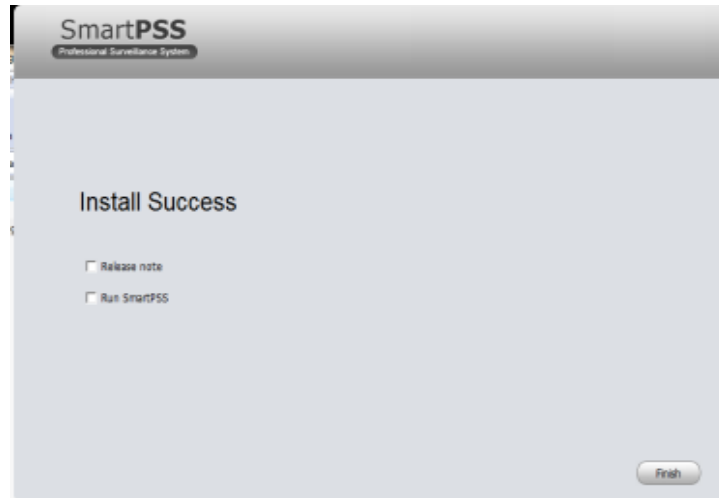 SmartPSS
Professional Surveillance System
Install Success
Release note
Run SmartPSS
Finish